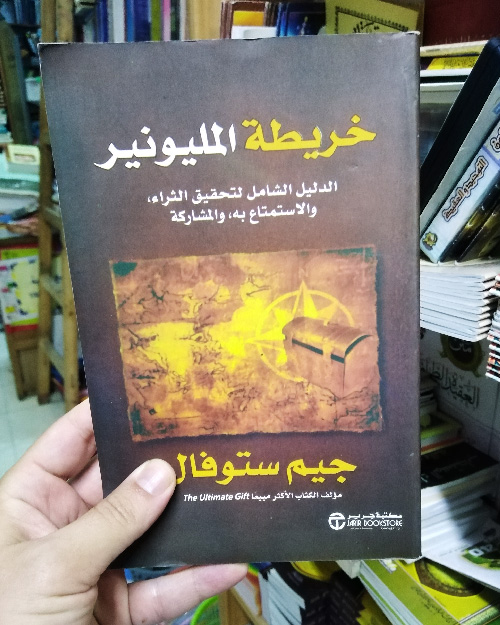 خريطة المليونير
الدليل الشامل لتحقيق الثراء،
والاستمتاع به، والمشاركة
جيم ستوفال
مؤلف الكتاب الأكثر مبيعا The Ultimate Gift
مكتبة جرير
JARIR BOOKSTORE